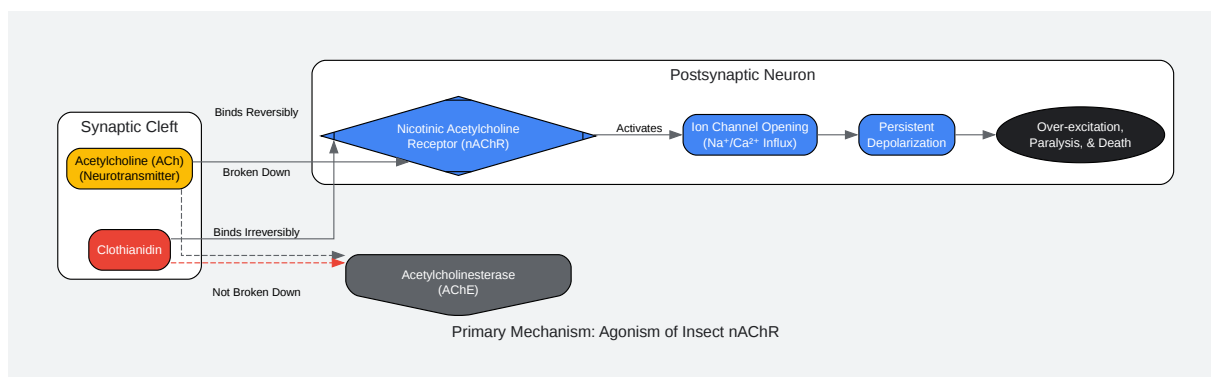 Postsynaptic Neuron
Synaptic Cleft
Binds Reversibly
Nicotinic Acetylcholine
Receptor (nAChR)
Activates
Ion Channel Opening
(Na⁺/Ca²⁺ Influx)
Persistent
Depolarization
Over-excitation,
Paralysis, & Death
Acetylcholine (ACh)
(Neurotransmitter)
Broken Down
Binds Irreversibly
Clothianidin
Acetylcholinesterase
(AChE)
Not Broken Down
Primary Mechanism: Agonism of Insect nAChR